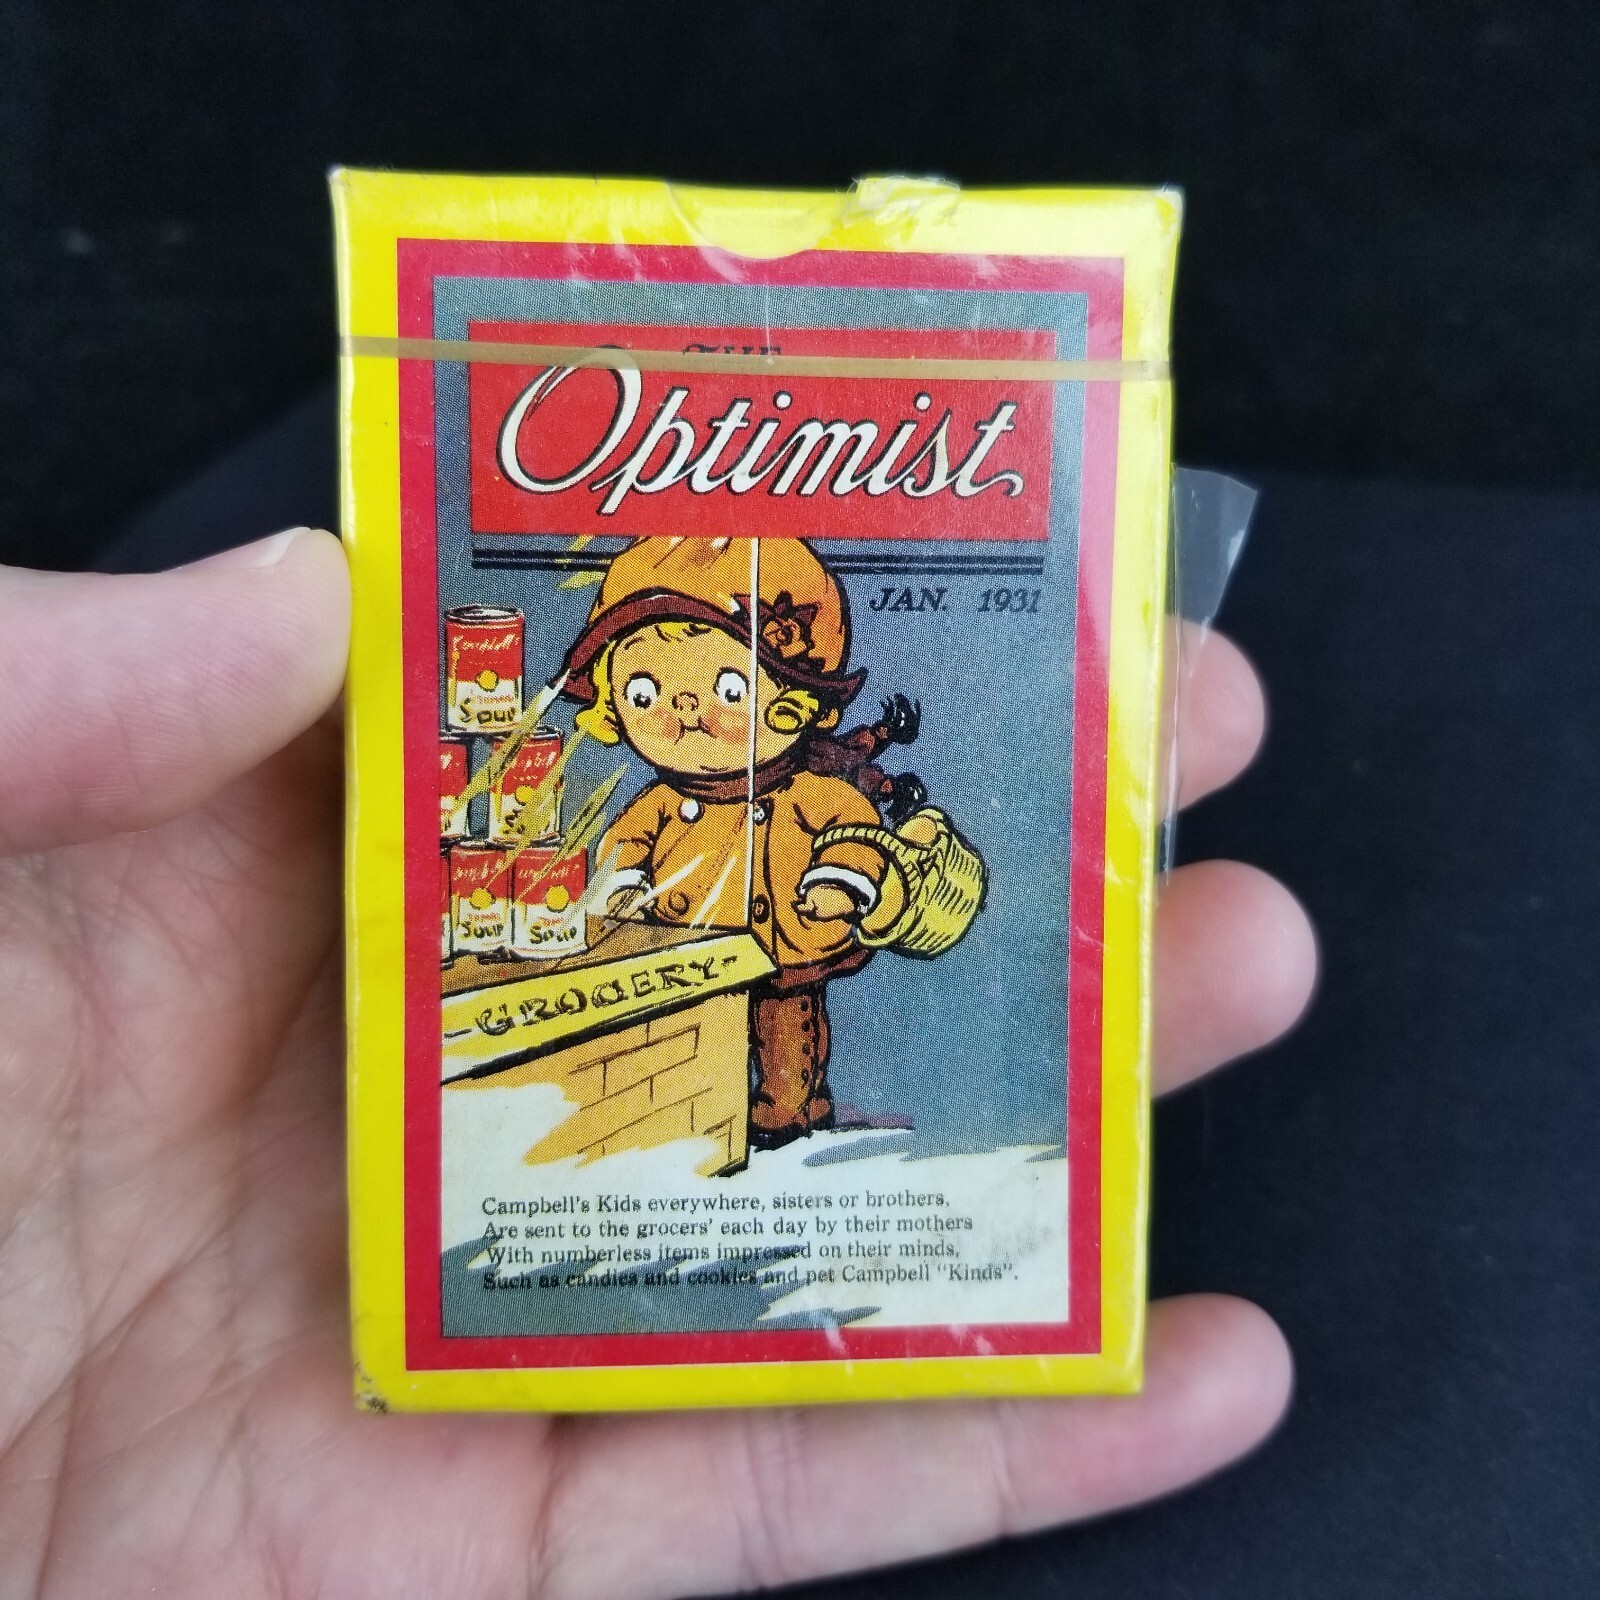 THE
Optimist
JAN. 1931
Campbell's
Soup
Soup
Soup
-GROCERY-
Campbell's Kids everywhere, sisters or brothers,
Are sent to the grocers' each day by their mothers
With numberless items impressed on their minds,
Such as candies and cookies and pet Campbell "Kinds".